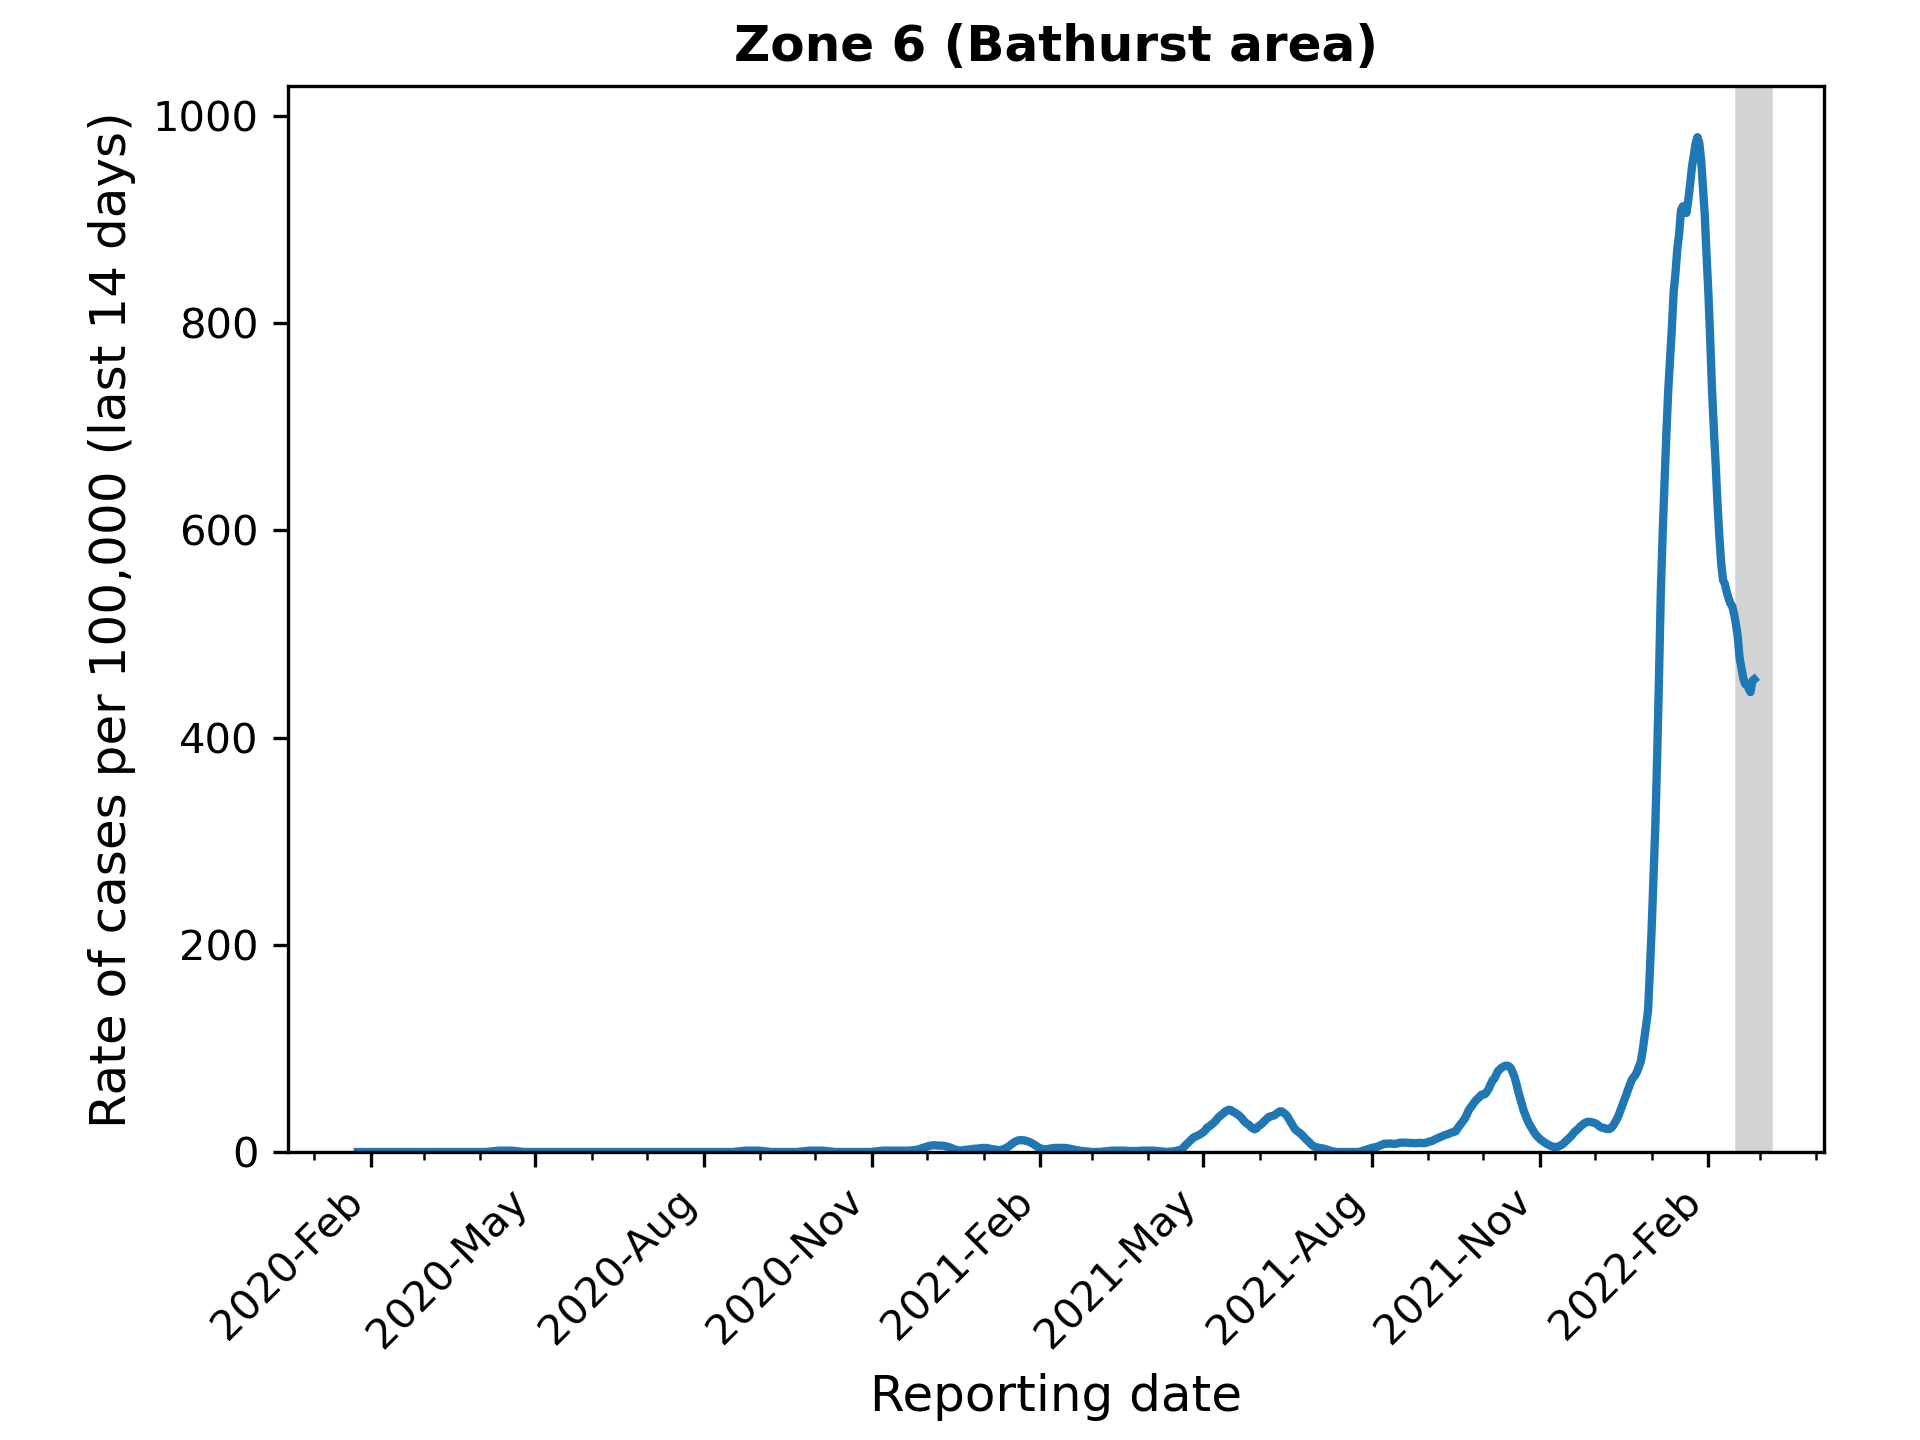 Zone 6 (Bathurst area)
Rate of cases per 100,000 (last 14 days)
1000
800
600
400
200
0
2020-Feb
2020-May
2020-Aug
2020-Nov
2021-Feb
2021-May
2021-Aug
2021-Nov
2022-Feb
Reporting date